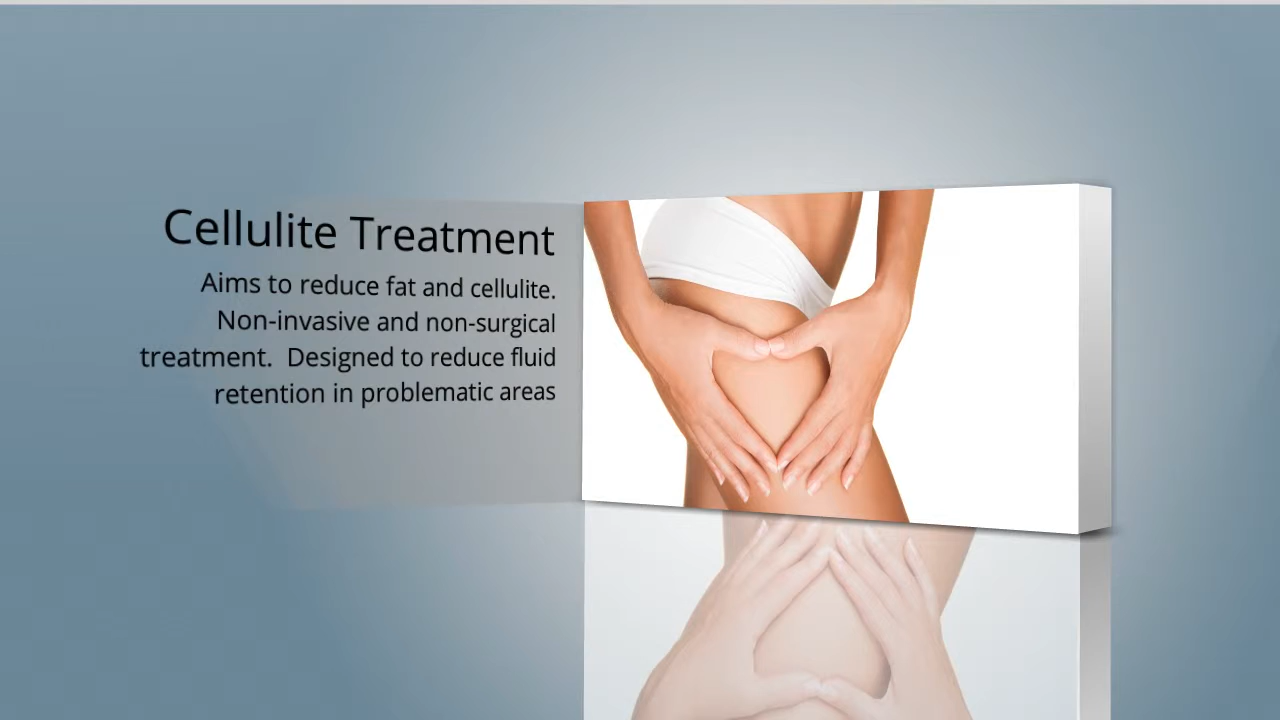 Cellulite Treatment
Aims to reduce fat and cellulite.
Non-invasive and non-surgical
treatment.  Designed to reduce fluid
retention in problematic areas